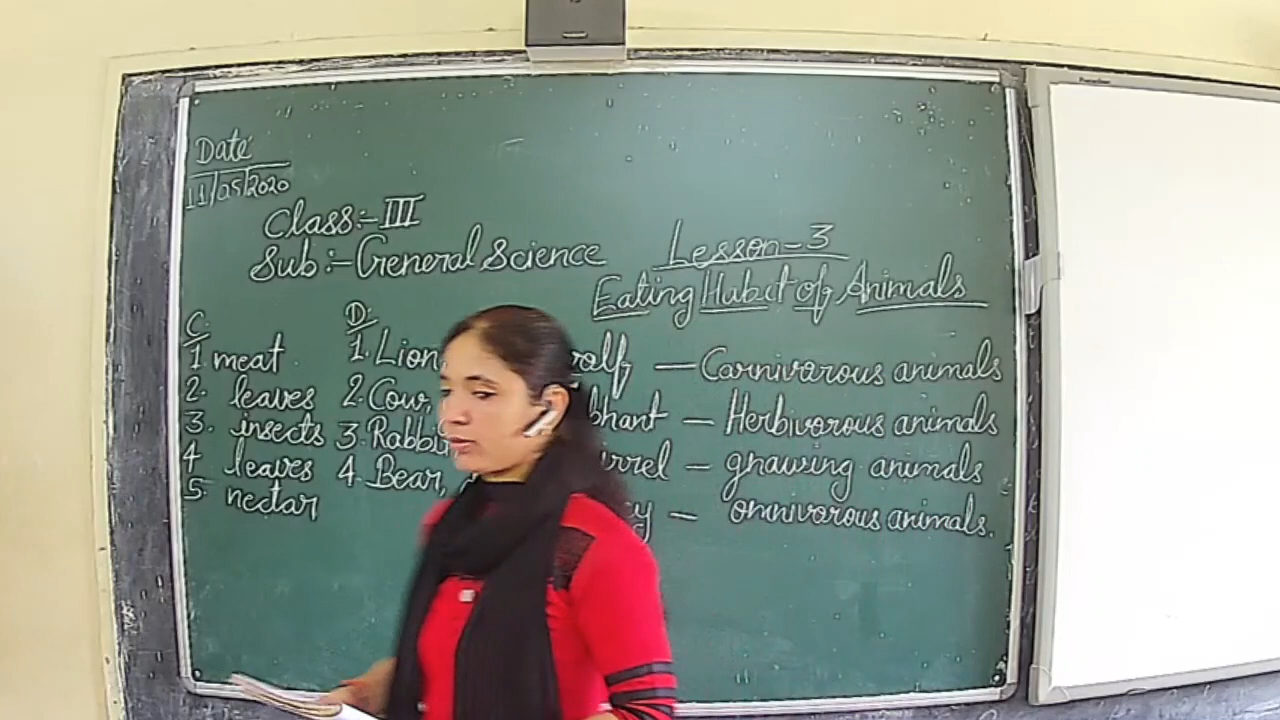 Date
11/05/2020
Class:- III
Sub:- General Science
Lesson-3
Eating Habit of Animals
C.
1 meat
2. leaves
3. insects
4 leaves
5. nectar
D.
1. Lion — Carnivorous animals
2. Cow, — Herbivorous animals
3. — gnawing animals
4. Bear, — omnivorous animals.